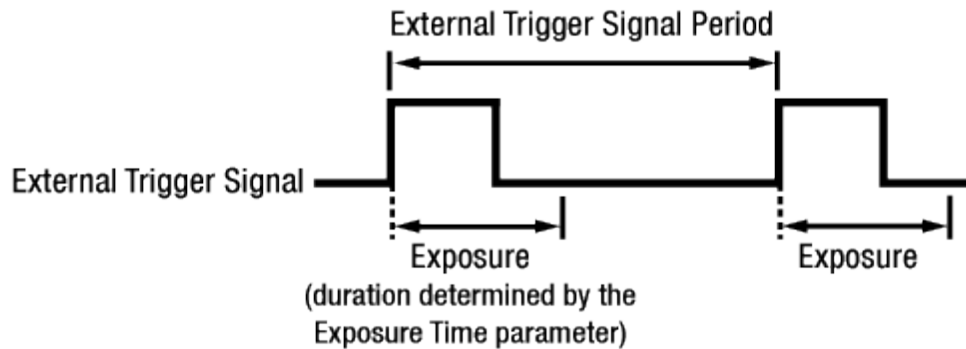 External Trigger Signal Period
External Trigger Signal
Exposure
(duration determined by the
Exposure Time parameter)
Exposure